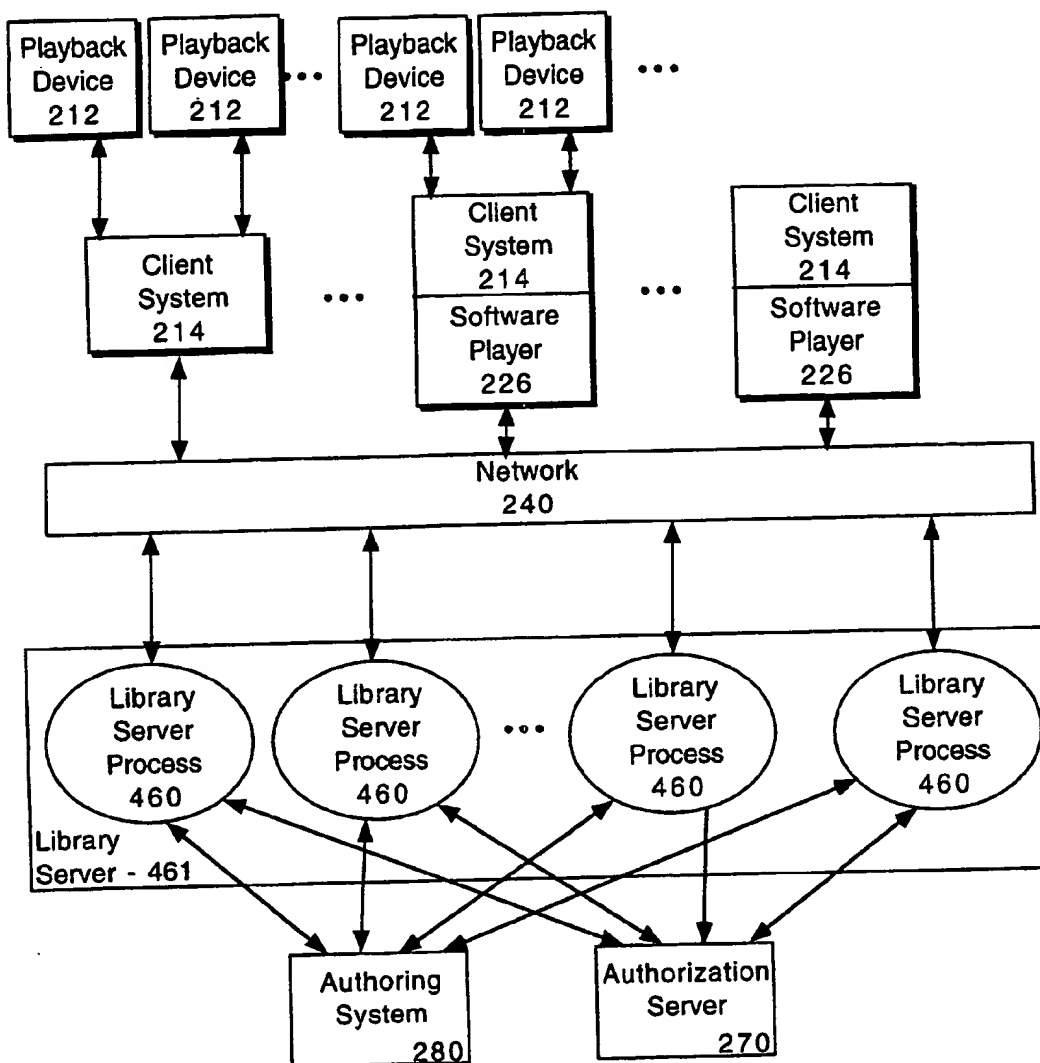 Playback
Device
212
Playback
Device
212
Playback
Device
212
Playback
Device
212
Client
System
214
Client
System
214
Software
Player
226
Client
System
214
Software
Player
226
Network
240
Library
Server
Process
460
Library
Server
Process
460
Library
Server
Process
460
Library
Server
Process
460
Library
Server - 461
Authoring
System
280
Authorization
Server
270